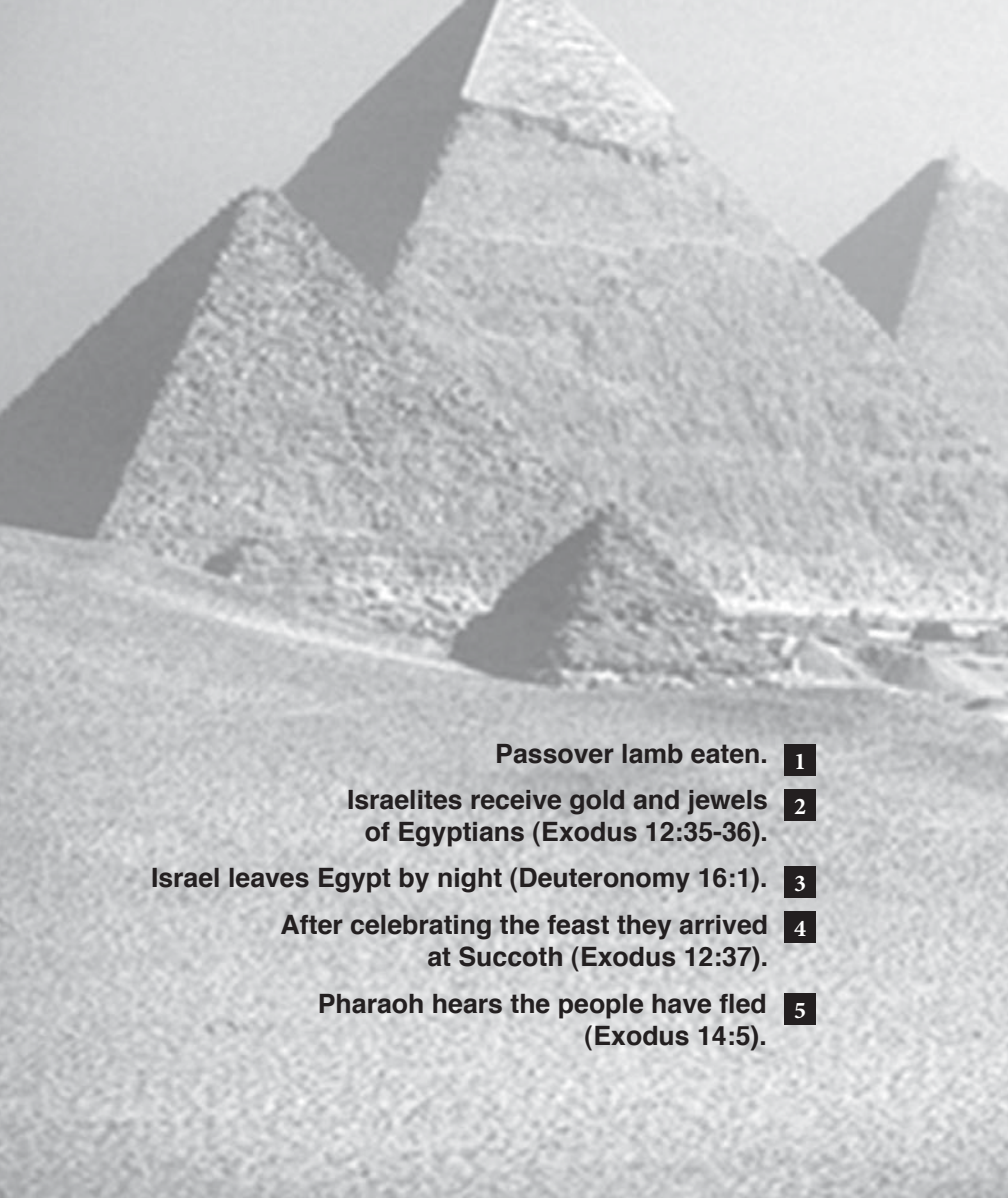 Passover lamb eaten. 1
Israelites receive gold and jewels 2
of Egyptians (Exodus 12:35-36).
Israel leaves Egypt by night (Deuteronomy 16:1). 3
After celebrating the feast they arrived 4
at Succoth (Exodus 12:37).
Pharaoh hears the people have fled 5
(Exodus 14:5).